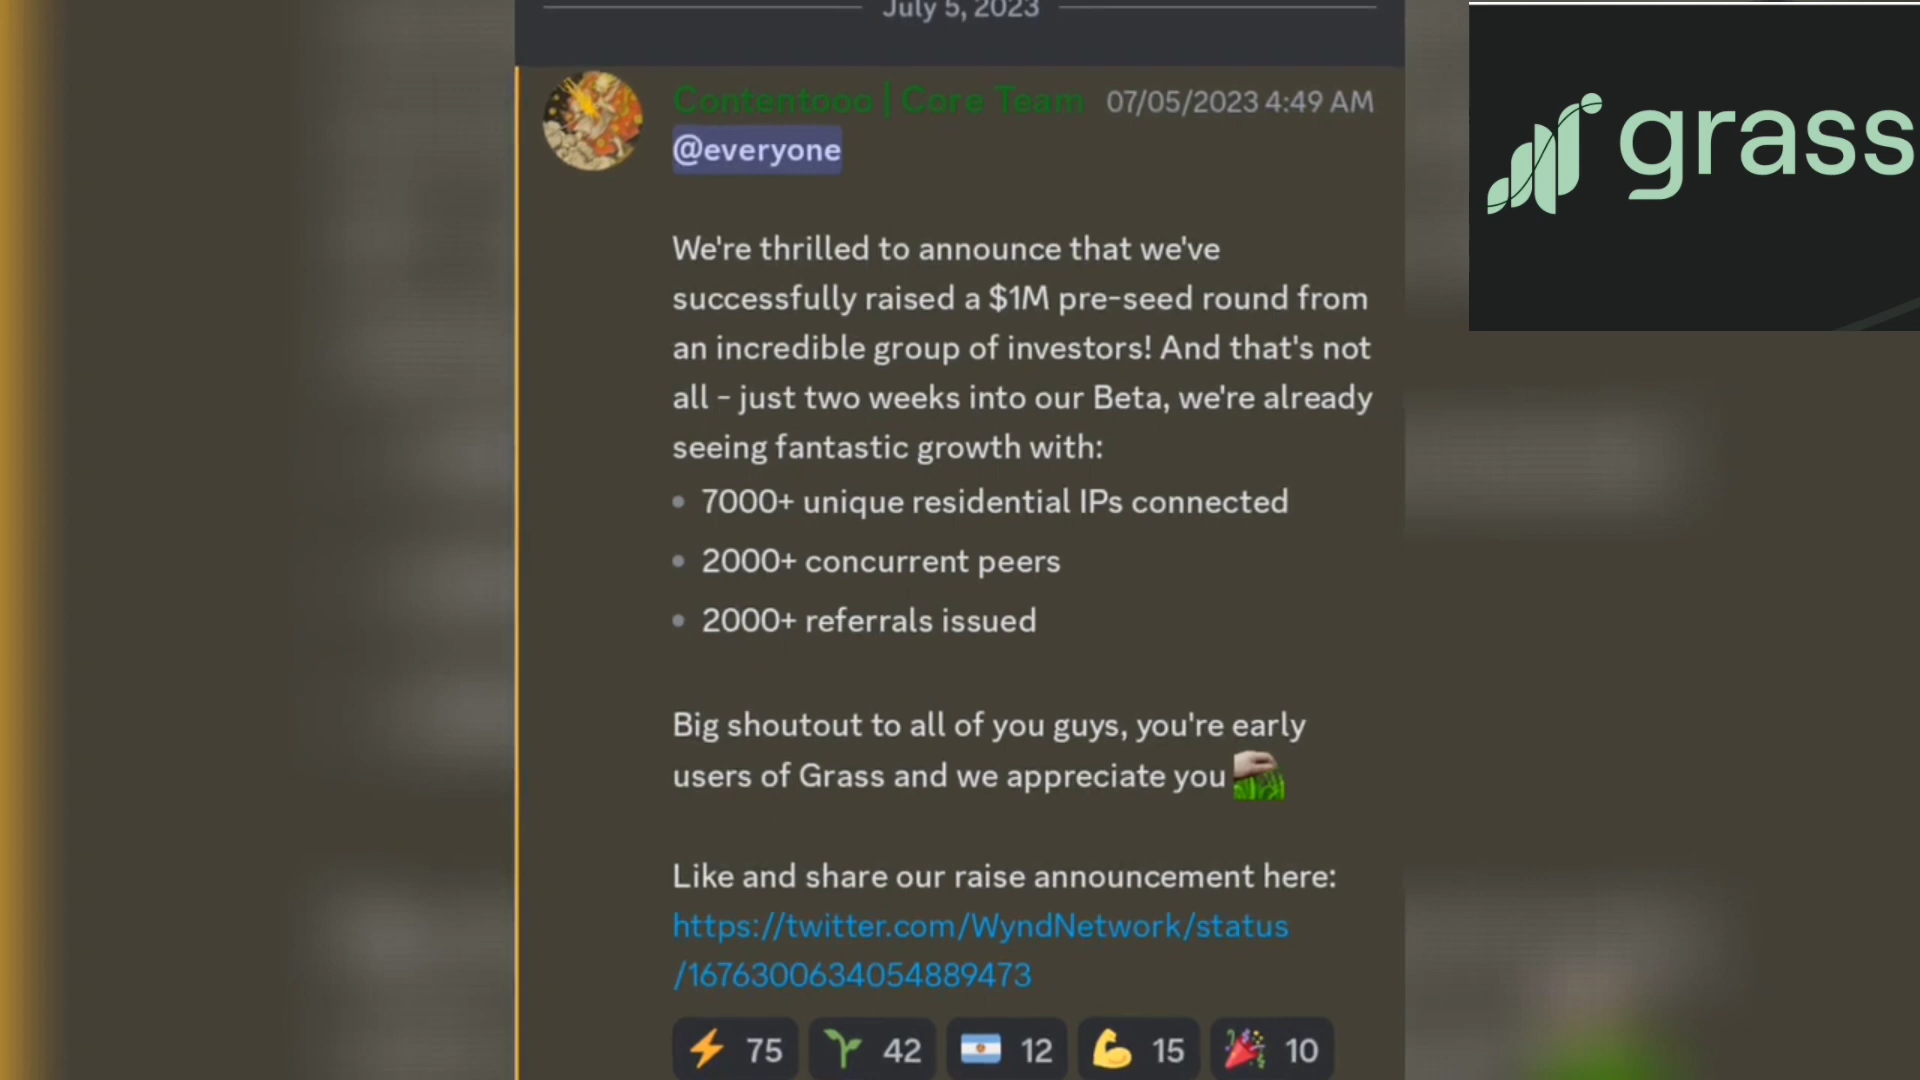 July 5, 2023
grass
Contentooo | Core Team 07/05/2023 4:49 AM
@everyone
We're thrilled to announce that we've
successfully raised a $1M pre-seed round from
an incredible group of investors! And that's not
all - just two weeks into our Beta, we're already
seeing fantastic growth with:
• 7000+ unique residential IPs connected
• 2000+ concurrent peers
• 2000+ referrals issued
Big shoutout to all of you guys, you're early
users of Grass and we appreciate you
Like and share our raise announcement here:
https://twitter.com/WyndNetwork/status
/1676300634054889473
75 42 12 15 10